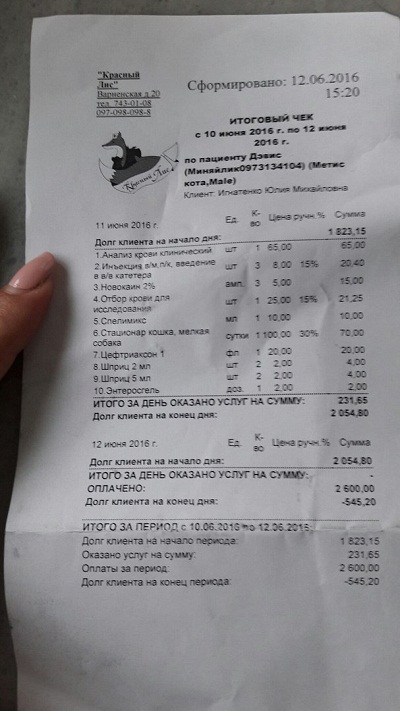 "Красный
Лис"
Варненская д.20
тел. 743-01-08
097-098-098-8
Красный Лис
Сформировано: 12.06.2016
15:20
ИТОГОВЫЙ ЧЕК
с 10 июня 2016 г. по 12 июня
2016 г.
по пациенту Дэвис
(Миняйлик0973134104) (Метис
кота,Male)
Клиент: Игнатенко Юлия Михайловна
11 июня 2016 г. Ед. К-во Цена ручн.% Сумма
Долг клиента на начало дня: 1 823,15
1.Анализ крови клинический шт 1 65,00 65,00
2.Инъекция в/м,п/к, введение
в в/в катетера шт 3 8,00 15% 20,40
3.Новокаин 2% амп. 3 5,00 15,00
4.Отбор крови для
исследования шт 1 25,00 15% 21,25
5.Спелимикс мл 1 10,00 10,00
6.Стационар кошка, мелкая
собака сутки 1 100,00 30% 70,00
7.Цефтриаксон 1 фл 1 20,00 20,00
8.Шприц 2 мл шт 2 2,00 4,00
9.Шприц 5 мл шт 2 2,00 4,00
10.Энтеросгель доз. 1 2,00 2,00
ИТОГО ЗА ДЕНЬ ОКАЗАНО УСЛУГ НА СУММУ: 231,65
Долг клиента на конец дня: 2 054,80
12 июня 2016 г. Ед. К-во Цена ручн.% Сумма
Долг клиента на начало дня: 2 054,80
ИТОГО ЗА ДЕНЬ ОКАЗАНО УСЛУГ НА СУММУ: -
ОПЛАЧЕНО: 2 600,00
Долг клиента на конец дня: -545,20
ИТОГО ЗА ПЕРИОД с 10.06.2016 по 12.06.2016:
Долг клиента на начало периода: 1 823,15
Оказано услуг на сумму: 231,65
Оплаты за период: 2 600,00
Долг клиента на конец периода: -545,20